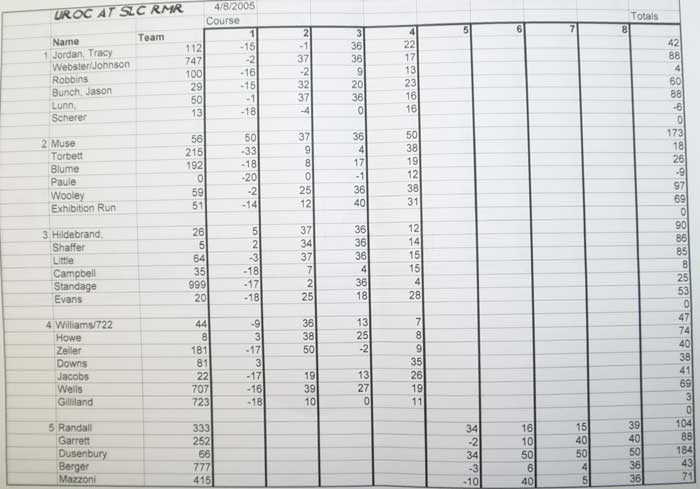 UROC AT SLC RMR 4/8/2005
Course Totals
Name Team 1 2 3 4 5 6 7 8
1 Jordan, Tracy 112 -15 -1 36 22 42
Webster/Johnson 747 -2 37 36 17 88
Robbins 100 -16 -2 9 13 4
Bunch, Jason 29 -15 32 20 23 60
Lunn, 50 -1 37 36 16 88
Scherer 13 -18 -4 0 16 -6
0
2 Muse 56 50 37 36 50 173
Torbett 215 -33 9 4 38 18
Blume 192 -18 8 17 19 26
Paule 0 -20 0 -1 12 -9
Wooley 59 -2 25 36 38 97
Exhibition Run 51 -14 12 40 31 69
0
3 Hildebrand, 26 5 37 36 12 90
Shaffer 5 2 34 36 14 86
Little 64 -3 37 36 15 85
Campbell 35 -18 7 4 15 8
Standage 999 -17 2 36 4 25
Evans 20 -18 25 18 28 53
0
4 Williams/722 44 -9 36 13 7 47
Howe 8 3 38 25 8 74
Zeiler 181 -17 50 -2 9 40
Downs 81 3 35 38
Jacobs 22 -17 19 13 26 41
Wells 707 -16 39 27 19 69
Gilliland 723 -18 10 0 11 3
0
5 Randall 333 34 16 15 39 104
Garrett 252 -2 10 40 40 88
Dusenbury 66 34 50 50 50 184
Berger 777 -3 6 4 36 43
Mazzoni 415 -10 40 5 36 71